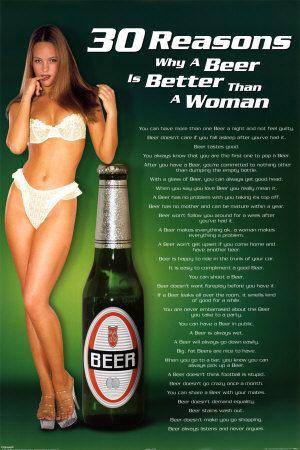 30 Reasons
Why A Beer
Is Better Than
A Woman
You can have more than one Beer a night and not feel guilty.
Beer doesn't care if you fall asleep after you've had it.
Beer tastes good.
You always know that you are the first one to pop a Beer.
After you have a Beer, you're committed to nothing other
than dumping the empty bottle.
With a glass of Beer, you can always get good head.
When you say you love Beer you really mean it.
A Beer has no problem with you taking its top off.
Beer has no mother and can be mature within a year.
Beer won't follow you around for a week after
you've had it.
A Beer makes everything ok, a woman makes
everything a problem.
A Beer won't get upset if you come home and
have another beer.
Beer is happy to ride in the trunk of your car.
It is easy to compliment a good Beer.
You can shoot a Beer.
Beer doesn't want foreplay before you have it.
If a Beer leaks all over the room, it smells kind
of good for a while.
You are never embarrassed about the Beer
you take to a party.
You can have a Beer in public.
A Beer is always wet.
A Beer will always go down easily.
Big, fat Beers are nice to have.
When you go to a bar, you know you can
always pick up a Beer.
A Beer doesn't think football is stupid.
Beer doesn't go crazy once a month.
You can share a Beer with your mates.
Beer doesn't demand equality.
Beer stains wash out.
Beer doesn't make you go shopping.
Beer always listens and never argues.
BEER